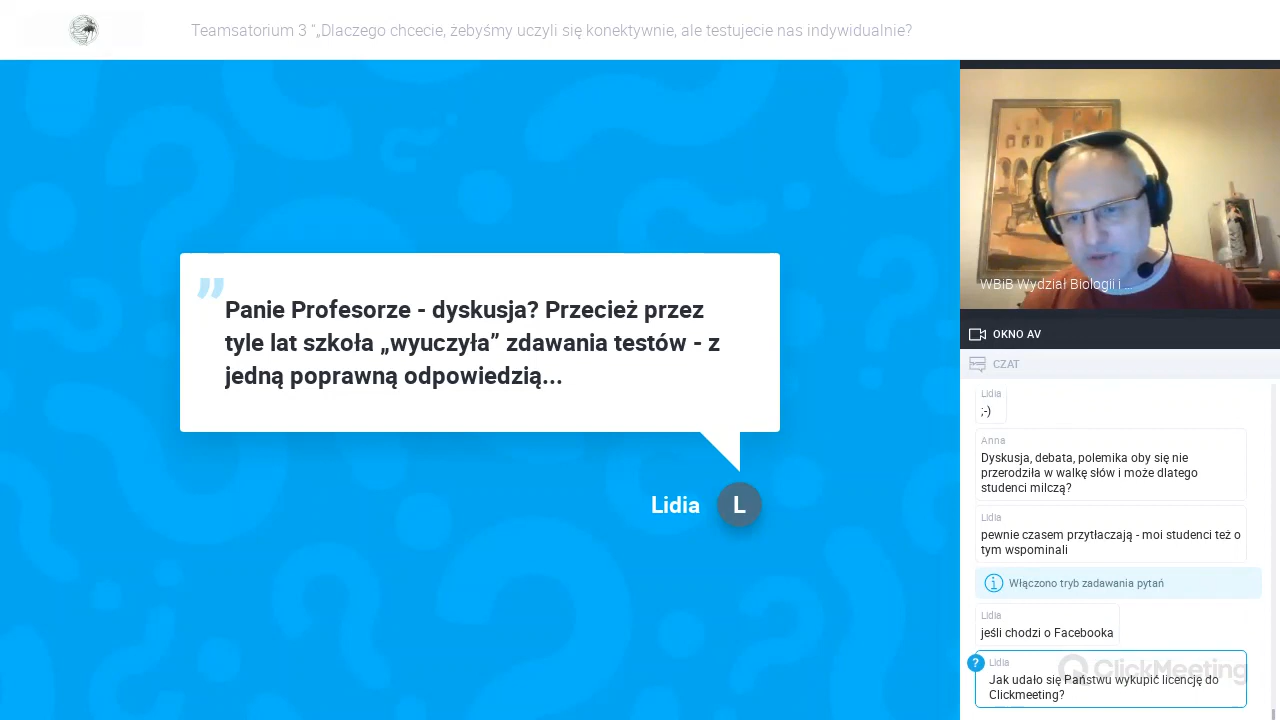 Teamsatorium 3 "„Dlaczego chcecie, żebyśmy uczyli się konektywnie, ale testujecie nas indywidualnie?
Panie Profesorze - dyskusja? Przecież przez
tyle lat szkoła „wyuczyła” zdawania testów - z
jedną poprawną odpowiedzią...
Lidia
L
WBiB Wydział Biologii i ...
OKNO AV
CZAT
Lidia
;-)
Anna
Dyskusja, debata, polemika oby się nie
przerodziła w walkę słów i może dlatego
studenci milczą?
Lidia
pewnie czasem przytłaczają - moi studenci też o
tym wspominali
Włączono tryb zadawania pytań
Lidia
jeśli chodzi o Facebooka
?
Lidia
ClickMeeting
Jak udało się Państwu wykupić licencję do
Clickmeeting?